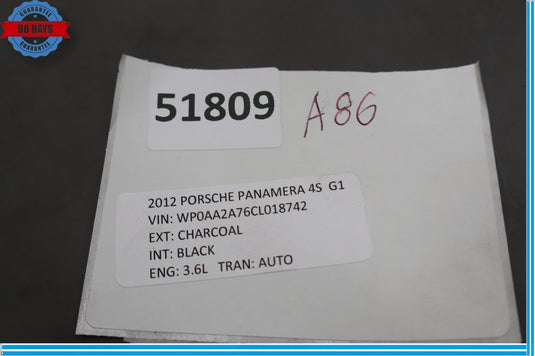 GUARANTEE
90 DAYS
GUARANTEE
51809
A86
2012 PORSCHE PANAMERA 4S G1
VIN: WP0AA2A76CL018742
EXT: CHARCOAL
INT: BLACK
ENG: 3.6L TRAN: AUTO